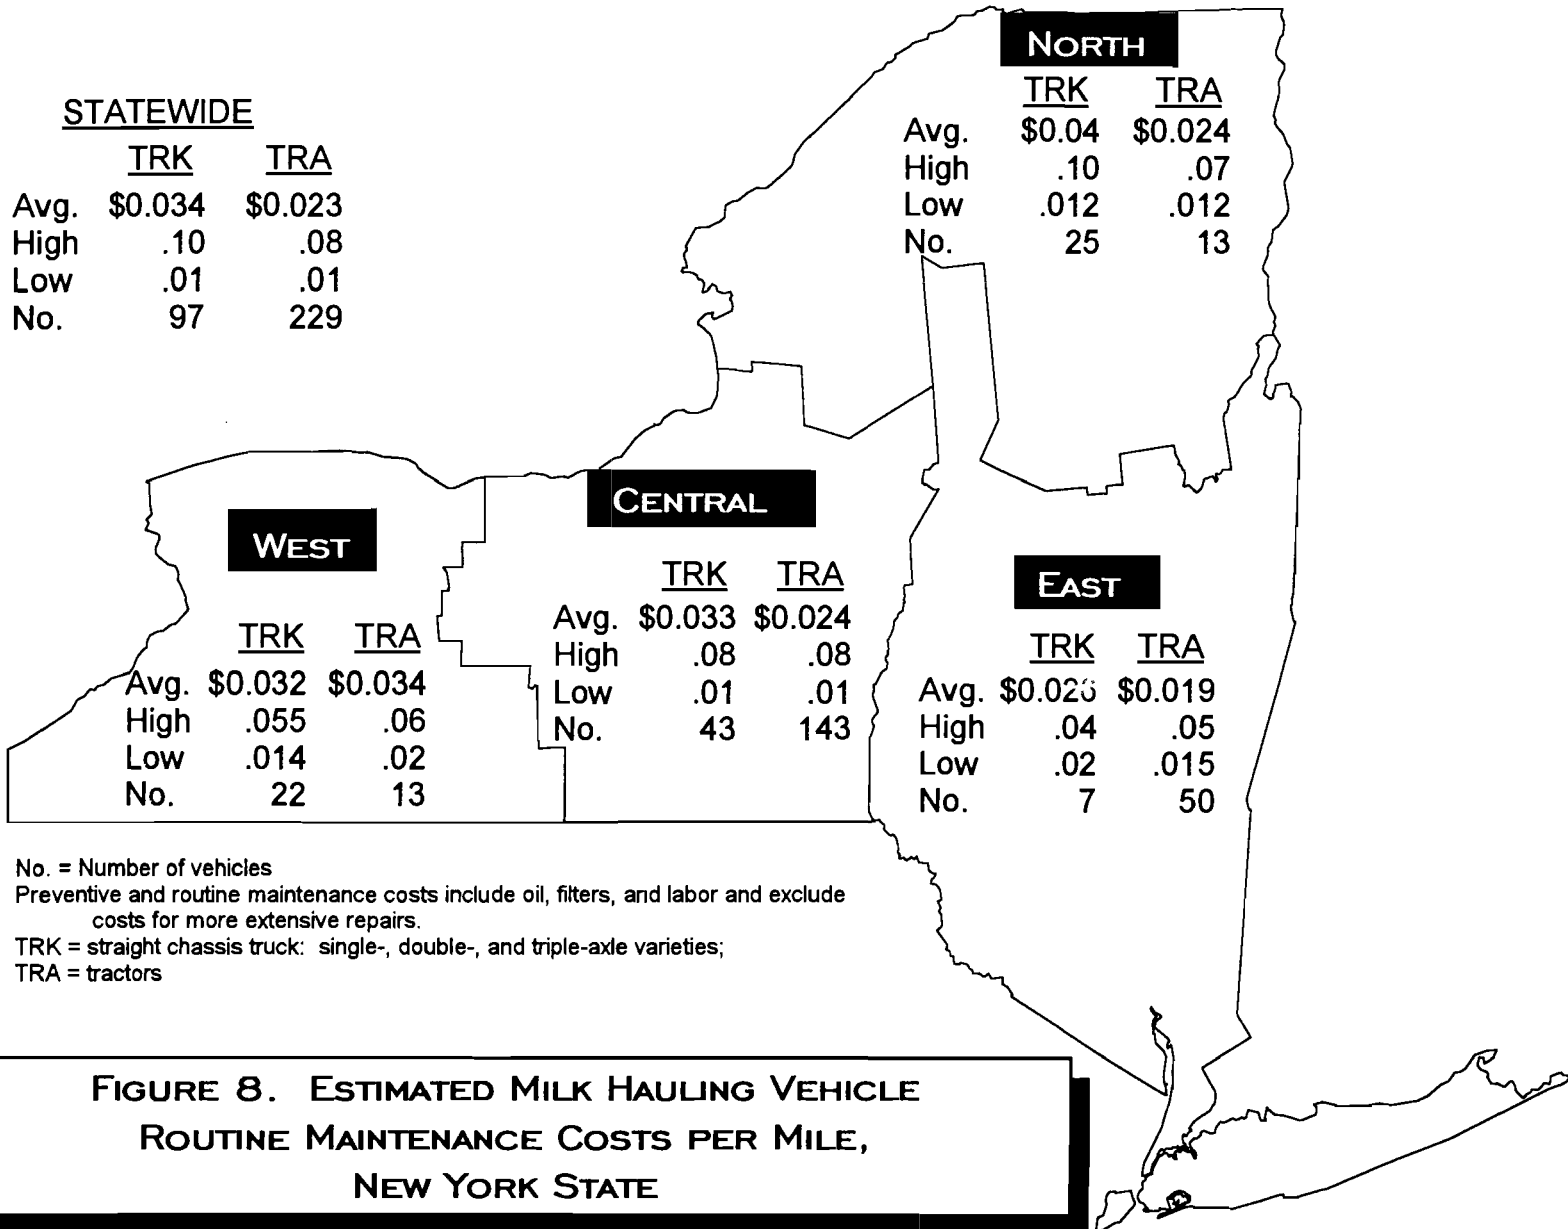 NORTH
TRK TRA
Avg. $0.04 $0.024
High .10 .07
Low .012 .012
No. 25 13
STATEWIDE
TRK TRA
Avg. $0.034 $0.023
High .10 .08
Low .01 .01
No. 97 229
WEST
TRK TRA
Avg. $0.032 $0.034
High .055 .06
Low .014 .02
No. 22 13
CENTRAL
TRK TRA
Avg. $0.033 $0.024
High .08 .08
Low .01 .01
No. 43 143
EAST
TRK TRA
Avg. $0.026 $0.019
High .04 .05
Low .02 .015
No. 7 50
No. = Number of vehicles
Preventive and routine maintenance costs include oil, filters, and labor and exclude
costs for more extensive repairs.
TRK = straight chassis truck: single-, double-, and triple-axle varieties;
TRA = tractors
FIGURE 8. ESTIMATED MILK HAULING VEHICLE
ROUTINE MAINTENANCE COSTS PER MILE,
NEW YORK STATE